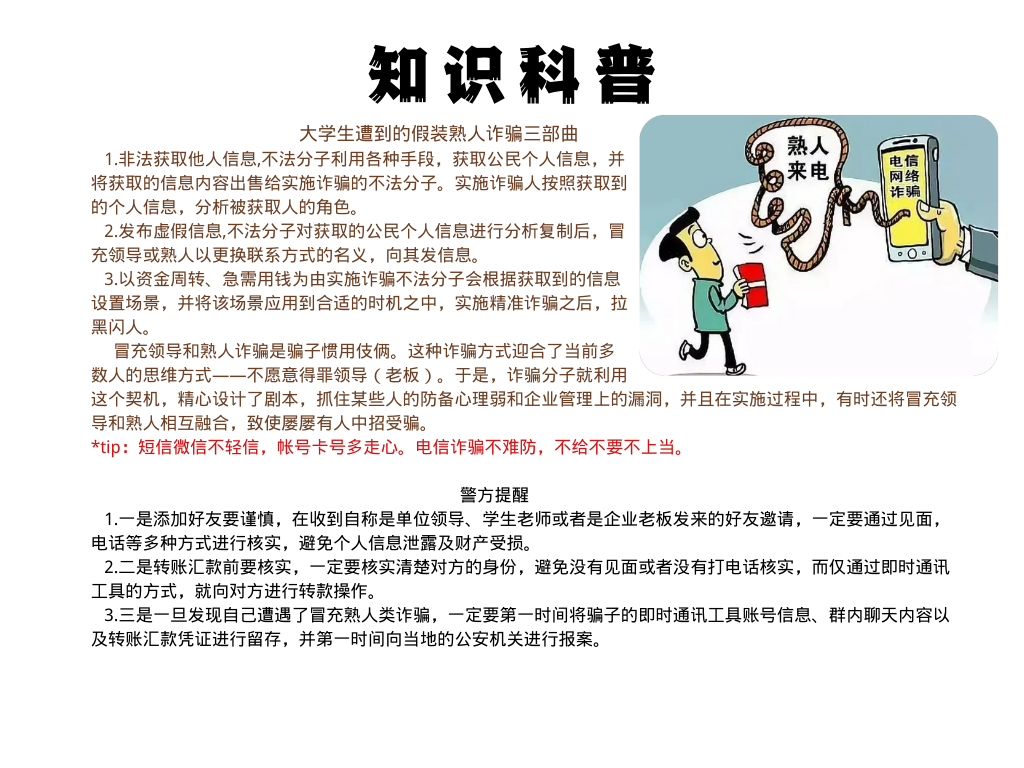 知识科普
大学生遭到的假装熟人诈骗三部曲
1.非法获取他人信息,不法分子利用各种手段，获取公民个人信息，并
将获取的信息内容出售给实施诈骗的不法分子。实施诈骗人按照获取到
的个人信息，分析被获取人的角色。
2.发布虚假信息,不法分子对获取的公民个人信息进行分析复制后，冒
充领导或熟人以更换联系方式的名义，向其发信息。
3.以资金周转、急需用钱为由实施诈骗不法分子会根据获取到的信息
设置场景，并将该场景应用到合适的时机之中，实施精准诈骗之后，拉
黑闪人。
冒充领导和熟人诈骗是骗子惯用伎俩。这种诈骗方式迎合了当前多
数人的思维方式——不愿意得罪领导（老板）。于是，诈骗分子就利用
这个契机，精心设计了剧本，抓住某些人的防备心理弱和企业管理上的漏洞，并且在实施过程中，有时还将冒充领
导和熟人相互融合，致使屡屡有人中招受骗。
*tip：短信微信不轻信，帐号卡号多走心。电信诈骗不难防，不给不要不上当。
熟人
来电
电信
网络
诈骗
警方提醒
1.一是添加好友要谨慎，在收到自称是单位领导、学生老师或者是企业老板发来的好友邀请，一定要通过见面，
电话等多种方式进行核实，避免个人信息泄露及财产受损。
2.二是转账汇款前要核实，一定要核实清楚对方的身份，避免没有见面或者没有打电话核实，而仅通过即时通讯
工具的方式，就向对方进行转款操作。
3.三是一旦发现自己遭遇了冒充熟人类诈骗，一定要第一时间将骗子的即时通讯工具账号信息、群内聊天内容以
及转账汇款凭证进行留存，并第一时间向当地的公安机关进行报案。